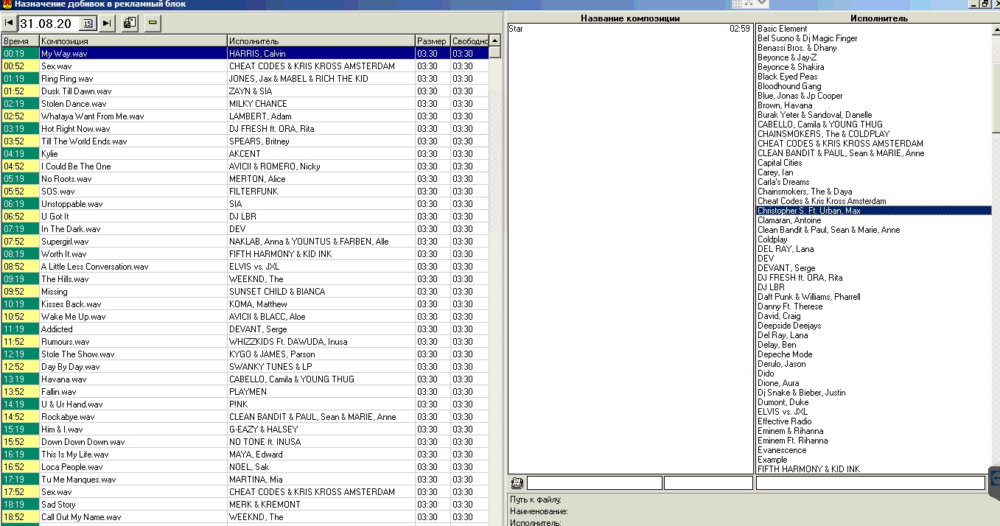 Назначение добивок в рекламный блок
31.08.20 15
Время Композиция Исполнитель Размер Свободно
00:19 My Way.wav HARRIS, Calvin 03:30 03:30
00:52 Sex.wav CHEAT CODES & KRIS KROSS AMSTERDAM 03:30 03:30
01:19 Ring Ring.wav JONES, Jax & MABEL & RICH THE KID 03:30 03:30
01:52 Dusk Till Dawn.wav ZAYN & SIA 03:30 03:30
02:19 Stolen Dance.wav MILKY CHANCE 03:30 03:30
02:52 Whataya Want From Me.wav LAMBERT, Adam 03:30 03:30
03:19 Hot Right Now.wav DJ FRESH ft. ORA, Rita 03:30 03:30
03:52 Till The World Ends.wav SPEARS, Britney 03:30 03:30
04:19 Kylie AKCENT 03:30 03:30
04:52 I Could Be The One AVICII & ROMERO, Nicky 03:30 03:30
05:19 No Roots.wav MERTON, Alice 03:30 03:30
05:52 SOS.wav FILTERFUNK 03:30 03:30
06:19 Unstoppable.wav SIA 03:30 03:30
06:52 U Got It DJ LBR 03:30 03:30
07:19 In The Dark.wav DEV 03:30 03:30
07:52 Supergirl.wav NAKLAB, Anna & YOUNTUS & FARBEN, Alle 03:30 03:30
08:19 Worth It.wav FIFTH HARMONY & KID INK 03:30 03:30
08:52 A Little Less Conversation.wav ELVIS vs. JXL 03:30 03:30
09:19 The Hills.wav WEEKND, The 03:30 03:30
09:52 Missing SUNSET CHILD & BIANCA 03:30 03:30
10:19 Kisses Back.wav KOMA, Matthew 03:30 03:30
10:52 Wake Me Up.wav AVICII & BLACC, Aloe 03:30 03:30
11:19 Addicted DEVANT, Serge 03:30 03:30
11:52 Rumours.wav WHIZZKIDS Ft. DAWUDA, Inusa 03:30 03:30
12:19 Stole The Show.wav KYGO & JAMES, Parson 03:30 03:30
12:52 Day By Day.wav SWANKY TUNES & LP 03:30 03:30
13:19 Havana.wav CABELLO, Camila & YOUNG THUG 03:30 03:30
13:52 Fallin.wav PLAYMEN 03:30 03:30
14:19 U & Ur Hand.wav P!NK 03:30 03:30
14:52 Rockabye.wav CLEAN BANDIT & PAUL, Sean & MARIE, Anne 03:30 03:30
15:19 Him & I.wav G-EAZY & HALSEY 03:30 03:30
15:52 Down Down Down.wav NO TONE ft. INUSA 03:30 03:30
16:19 This Is My Life.wav MAYA, Edward 03:30 03:30
16:52 Loca People.wav NOEL, Sak 03:30 03:30
17:19 Tu Me Manques.wav MARTINA, Mia 03:30 03:30
17:52 Sex.wav CHEAT CODES & KRIS KROSS AMSTERDAM 03:30 03:30
18:19 Sad Story MERK & KREMONT 03:30 03:30
18:52 Call Out My Name.wav WEEKND, The 03:30 03:30
Название композиции
Star 02:59
Исполнитель
Basic Element
Bel Suono & Dj Magic Finger
Benassi Bros. & Dhany
Beyonce & Jay-Z
Beyonce & Shakira
Black Eyed Peas
Bloodhound Gang
Blue, Jonas & Jp Cooper
Brown, Havana
Burak Yeter & Sandoval, Danelle
CABELLO, Camila & YOUNG THUG
CHAINSMOKERS, The & COLDPLAY
CHEAT CODES & KRIS KROSS AMSTERDAM
CLEAN BANDIT & PAUL, Sean & MARIE, Anne
Capital Cities
Carey, Ian
Carla's Dreams
Chainsmokers, The & Daya
Cheat Codes & Kris Kross Amsterdam
Christopher S. Ft. Urban, Max
Clamaran, Antoine
Clean Bandit & Paul, Sean & Marie, Anne
Coldplay
DEL RAY, Lana
DEV
DEVANT, Serge
DJ FRESH ft. ORA, Rita
DJ LBR
Daft Punk & Williams, Pharrell
Danny Ft. Therese
David, Craig
Deepside Deejays
Del Ray, Lana
Delay, Ben
Depeche Mode
Derulo, Jason
Dido
Dione, Aura
Dj Snake & Bieber, Justin
Dumont, Duke
ELVIS vs. JXL
Effective Radio
Eminem & Rihanna
Eminem Ft. Rihanna
Evanescence
Example
FIFTH HARMONY & KID INK
Путь к файлу:
Наименование:
Исполнитель: